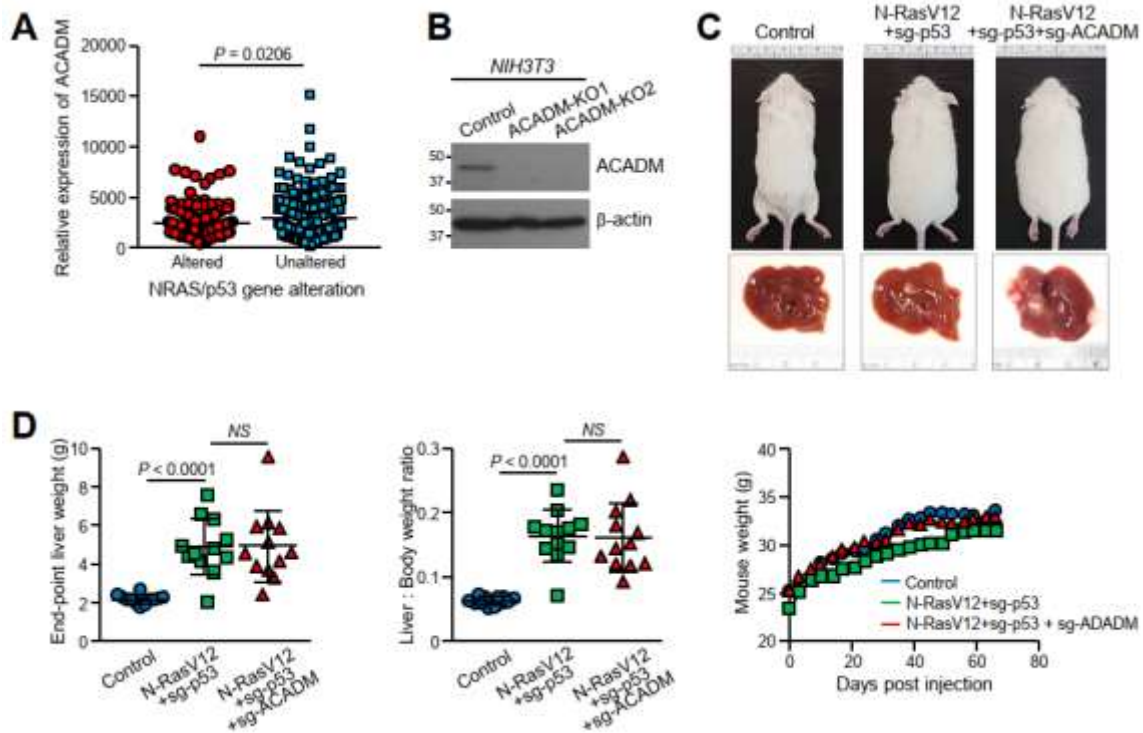 A
Relative expression of ACADM
20000
15000
10000
5000
0
P = 0.0206
Altered
Unaltered
NRAS/p53 gene alteration
B
NIH3T3
Control
ACADM-KO1
ACADM-KO2
50
37
ACADM
50
37
β-actin
C
Control
N-RasV12
+sg-p53
N-RasV12
+sg-p53+sg-ACADM
D
End-point liver weight (g)
10
8
6
4
2
0
P < 0.0001
NS
Control
N-RasV12
+sg-p53
N-RasV12
+sg-p53
+sg-ACADM
Liver : Body weight ratio
0.3
0.2
0.1
0.0
P < 0.0001
NS
Control
N-RasV12
+sg-p53
N-RasV12
+sg-p53
+sg-ACADM
Mouse weight (g)
40
35
30
25
20
Control
N-RasV12+sg-p53
N-RasV12+sg-p53 + sg-ADADM
0
20
40
60
80
Days post injection